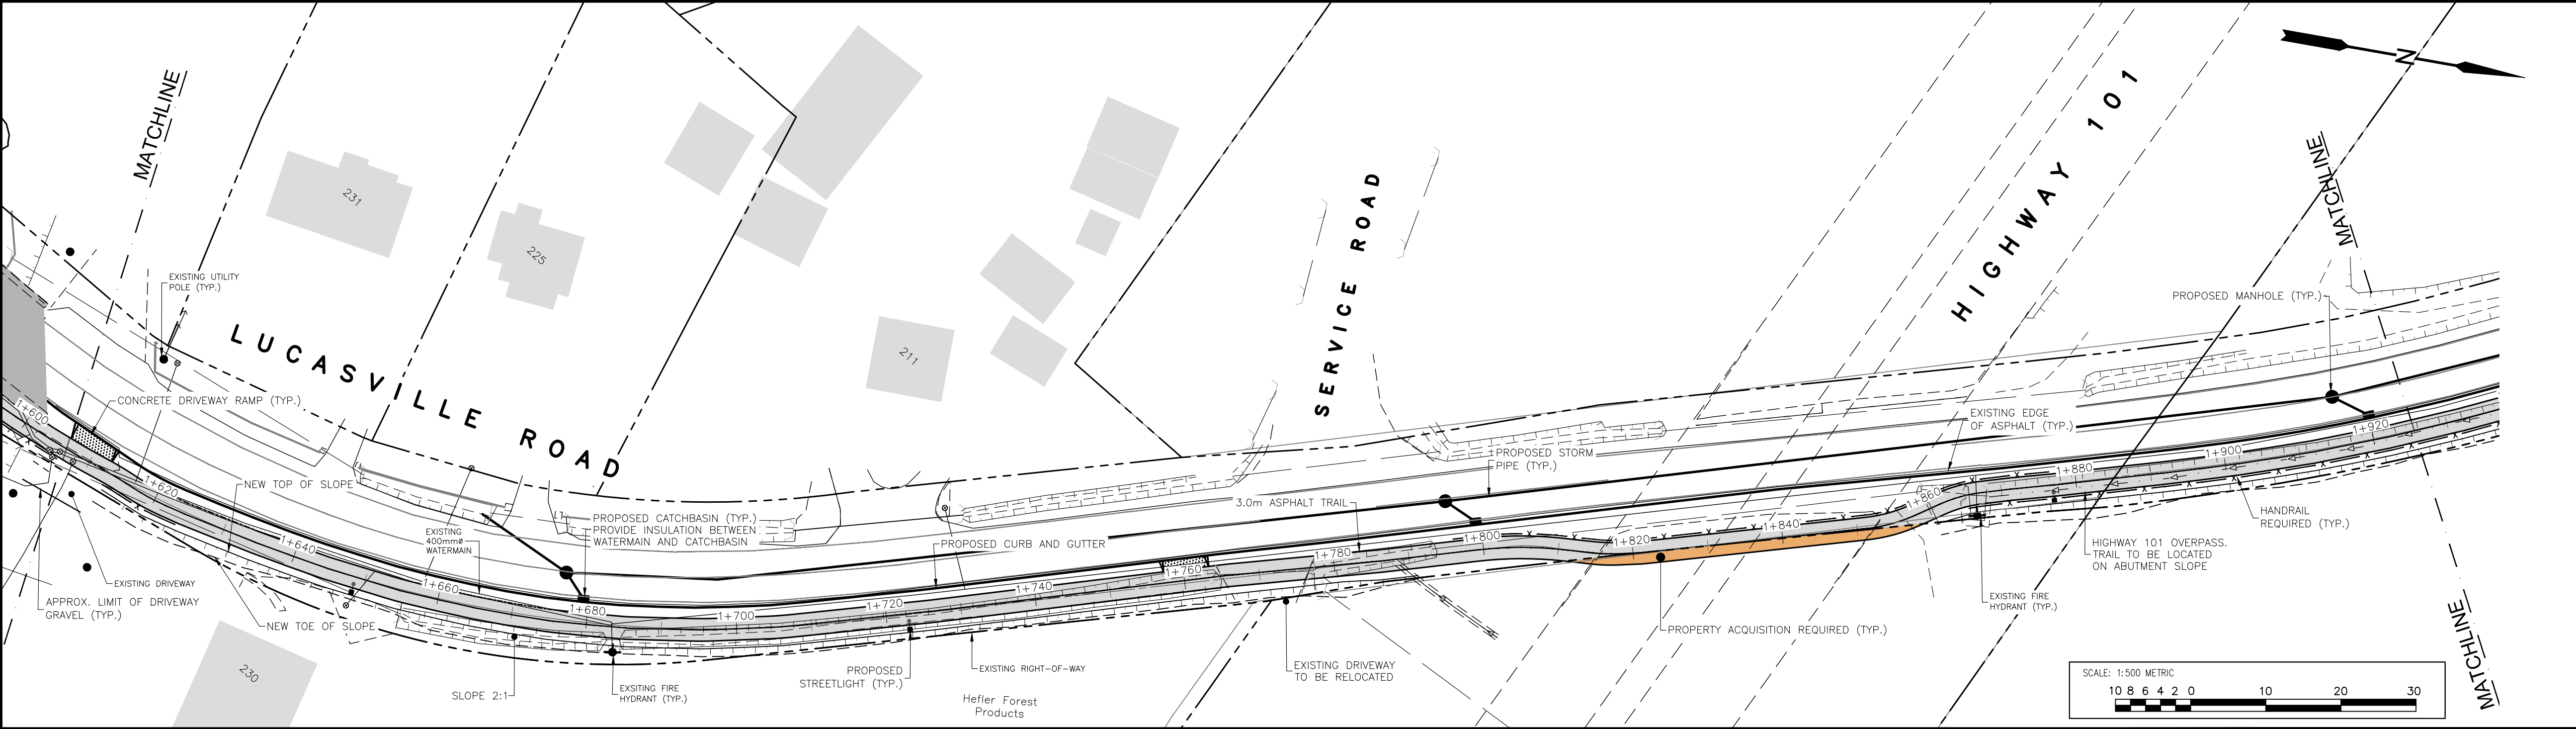 MATCHLINE
231
225
EXISTING UTILITY
POLE (TYP.)
LUCASVILLE ROAD
211
SERVICE ROAD
HIGHWAY 101
N
MATCHLINE
PROPOSED MANHOLE (TYP.)
1+600
CONCRETE DRIVEWAY RAMP (TYP.)
1+620
NEW TOP OF SLOPE
1+640
EXISTING
400mmø
WATERMAIN
PROPOSED CATCHBASIN (TYP.)
PROVIDE INSULATION BETWEEN
WATERMAIN AND CATCHBASIN
PROPOSED CURB AND GUTTER
3.0m ASPHALT TRAIL
PROPOSED STORM
PIPE (TYP.)
EXISTING EDGE
OF ASPHALT (TYP.)
1+660
1+680
1+700
1+720
1+740
1+760
1+780
1+800
1+820
1+840
1+860
1+880
1+900
1+920
EXISTING DRIVEWAY
APPROX. LIMIT OF DRIVEWAY
GRAVEL (TYP.)
NEW TOE OF SLOPE
230
SLOPE 2:1
EXSITING FIRE
HYDRANT (TYP.)
PROPOSED
STREETLIGHT (TYP.)
EXISTING RIGHT-OF-WAY
Hefler Forest
Products
EXISTING DRIVEWAY
TO BE RELOCATED
PROPERTY ACQUISITION REQUIRED (TYP.)
EXISTING FIRE
HYDRANT (TYP.)
HIGHWAY 101 OVERPASS.
TRAIL TO BE LOCATED
ON ABUTMENT SLOPE
HANDRAIL
REQUIRED (TYP.)
MATCHLINE
SCALE: 1:500 METRIC
10 8 6 4 2 0 10 20 30